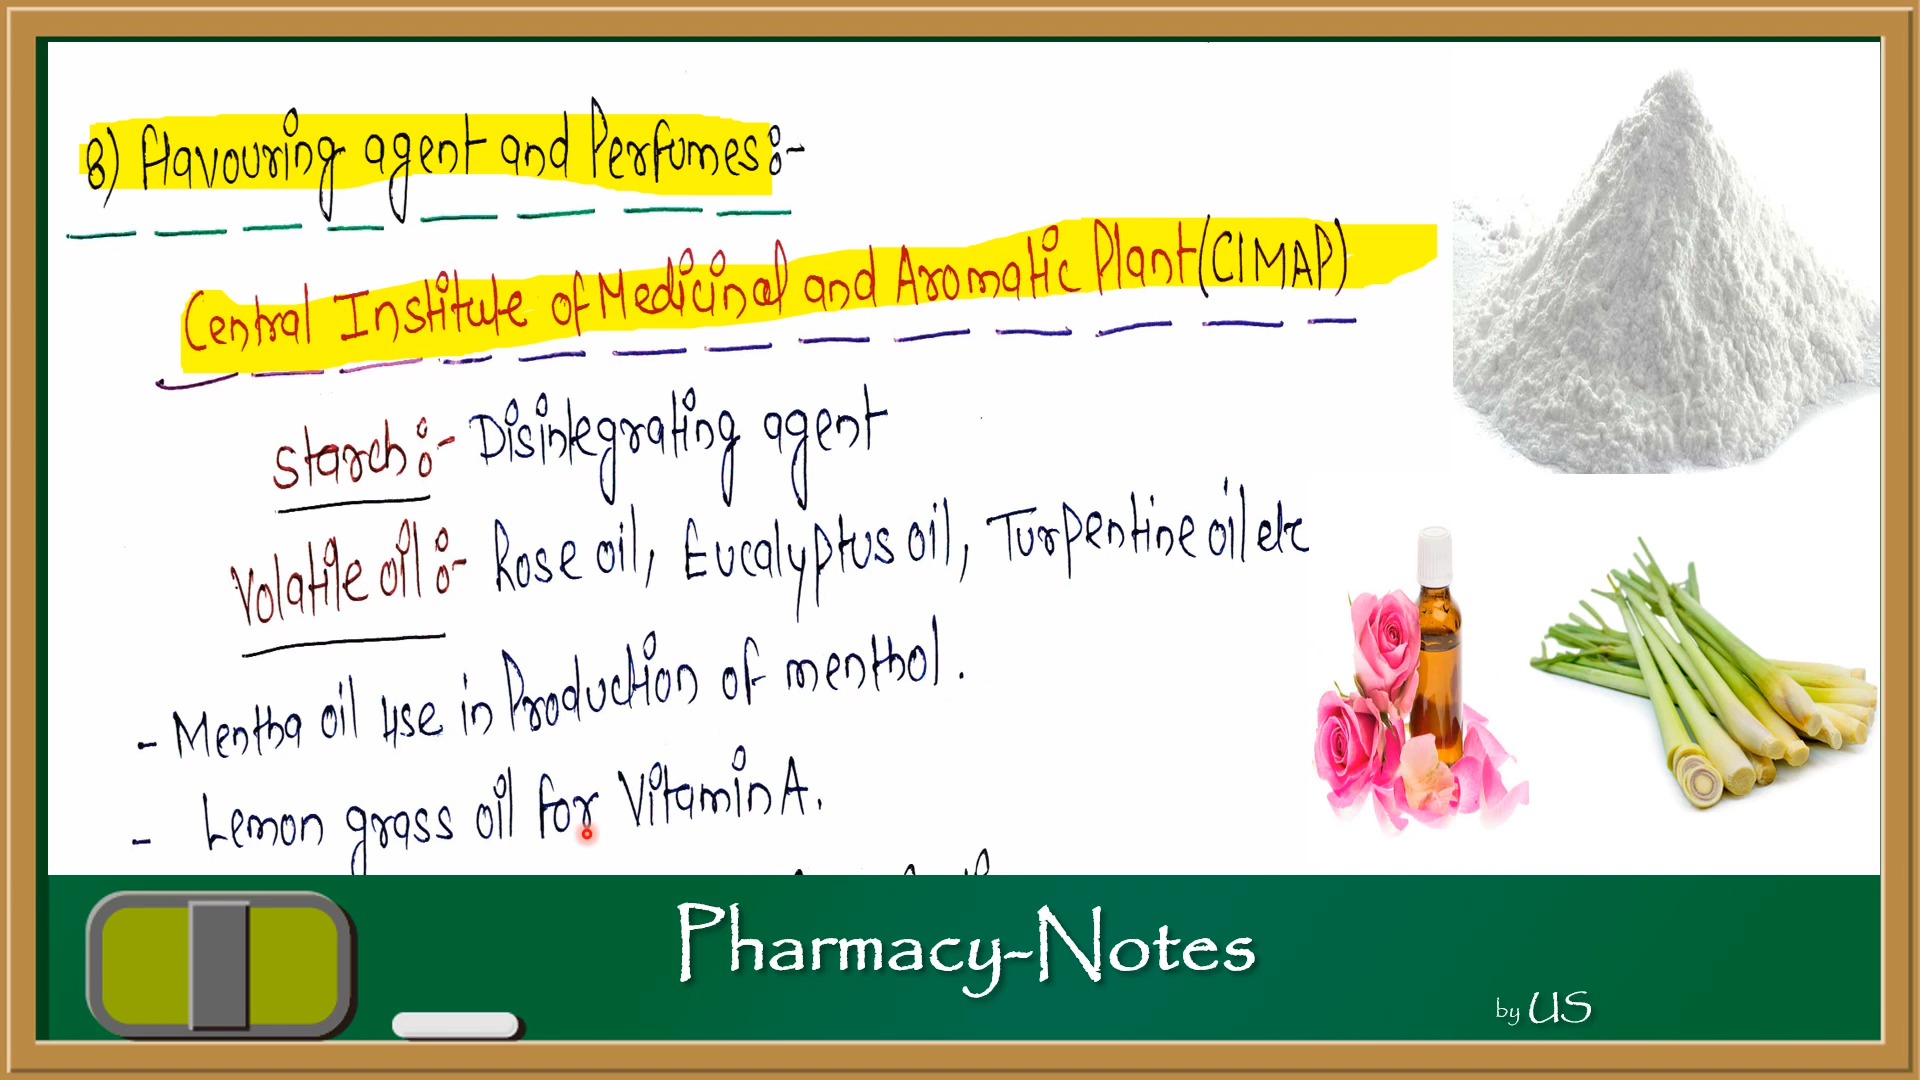 8) Flavouring agent and Perfumes:-
Central Institute of Medicinal and Aromatic Plant (CIMAP)
Starch:- Disintegrating agent
Volatile oil:- Rose oil, Eucalyptus oil, Turpentine oil etc
- Mentha oil use in Production of menthol.
- Lemon grass oil for Vitamin A.
Pharmacy-Notes
by US